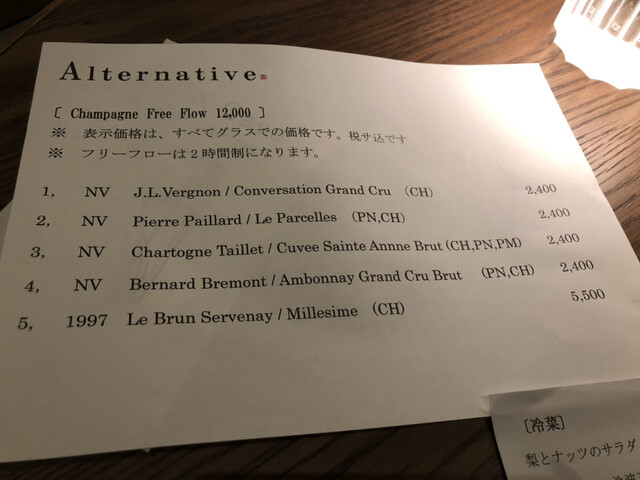 Alternative
〔 Champagne Free Flow 12,000 〕
※ 表示価格は、すべてグラスでの価格です。税サ込です
※ フリーフローは２時間制になります。
1, NV J.L.Vergnon / Conversation Grand Cru (CH) 2,400
2, NV Pierre Paillard / Le Parcelles (PN,CH) 2,400
3, NV Chartogne Taillet / Cuvee Sainte Annne Brut (CH,PN,PM) 2,400
4, NV Bernard Bremont / Ambonnay Grand Cru Brut (PN,CH) 2,400
5, 1997 Le Brun Servenay / Millesime (CH) 5,500
［冷菜］
梨とナッツのサラダ